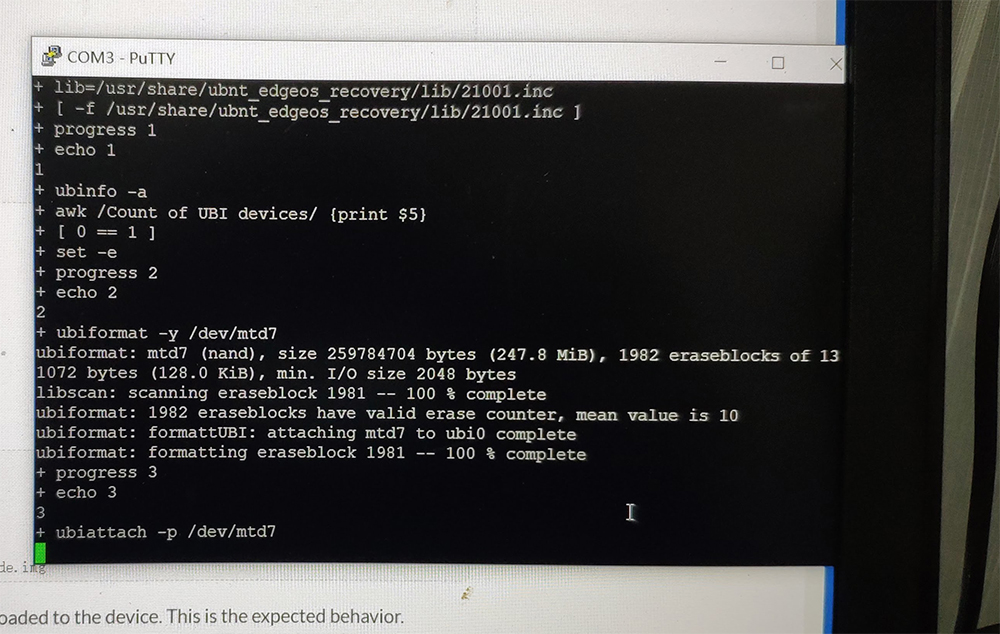 COM3 - PuTTY
+ lib=/usr/share/ubnt_edgeos_recovery/lib/21001.inc
+ [ -f /usr/share/ubnt_edgeos_recovery/lib/21001.inc ]
+ progress 1
+ echo 1
1
+ ubinfo -a
+ awk /Count of UBI devices/ {print $5}
+ [ 0 == 1 ]
+ set -e
+ progress 2
+ echo 2
2
+ ubiformat -y /dev/mtd7
ubiformat: mtd7 (nand), size 259784704 bytes (247.8 MiB), 1982 eraseblocks of 13
1072 bytes (128.0 KiB), min. I/O size 2048 bytes
libscan: scanning eraseblock 1981 -- 100 % complete
ubiformat: 1982 eraseblocks have valid erase counter, mean value is 10
ubiformat: formattUBI: attaching mtd7 to ubi0 complete
ubiformat: formatting eraseblock 1981 -- 100 % complete
+ progress 3
+ echo 3
3
+ ubiattach -p /dev/mtd7
de.img
oaded to the device. This is the expected behavior.